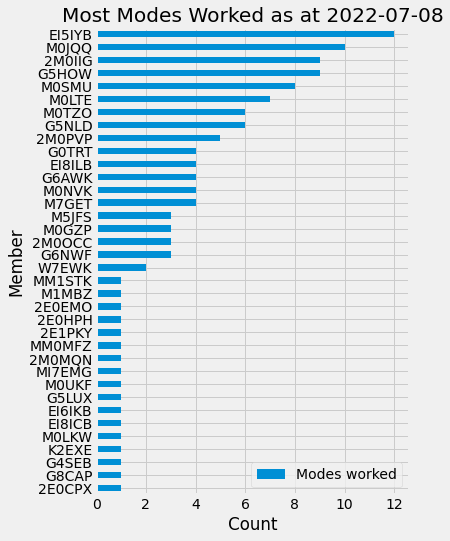 Most Modes Worked as at 2022-07-08
EI5IYB
M0JQQ
2M0IIG
G5HOW
M0SMU
M0LTE
M0TZO
G5NLD
2M0PVP
G0TRT
EI8ILB
G6AWK
M0NVK
M7GET
M5JFS
M0GZP
2M0OCC
G6NWF
W7EWK
MM1STK
M1MBZ
2E0EMO
2E0HPH
2E1PKY
MM0MFZ
2M0MQN
MI7EMG
M0UKF
G5LUX
EI6IKB
EI8ICB
M0LKW
K2EXE
G4SEB
G8CAP
2E0CPX
Member
Modes worked
0 2 4 6 8 10 12
Count